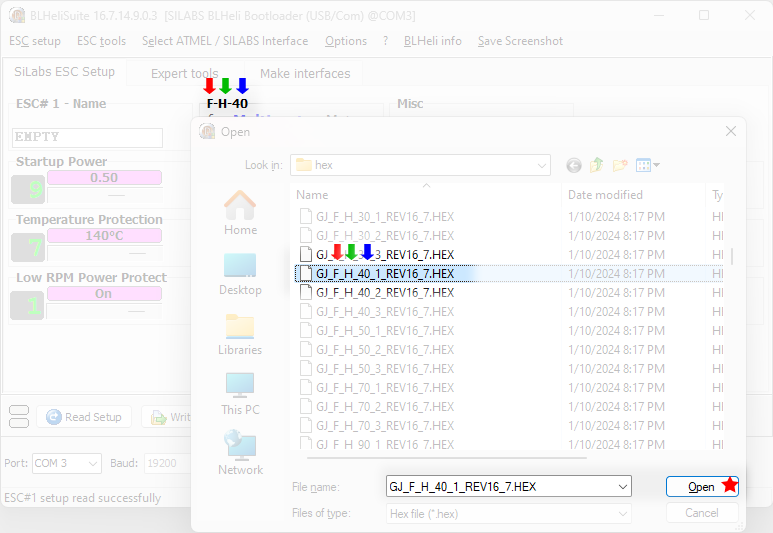 BLHeliSuite 16.7.14.9.0.3 [SILABS BLHeli Bootloader (USB/Com) @COM3]
ESC setup ESC tools Select ATMEL / SILABS Interface Options ? BLHeli info Save Screenshot
SiLabs ESC Setup Expert tools Make interfaces
ESC# 1 - Name F-H-40 Misc
for
EMPTY
Startup Power
9 0.50
Temperature Protection
7 140°C
Low RPM Power Protect
1 On
Read Setup Writ
Port: COM 3 Baud: 19200
ESC#1 setup read successfully
Open
Look in: hex
Home
Desktop
Libraries
This PC
Network
Name Date modified Ty
GJ_F_H_30_1_REV16_7.HEX 1/10/2024 8:17 PM HI
GJ_F_H_30_2_REV16_7.HEX 1/10/2024 8:17 PM HI
GJ_F_H_30_3_REV16_7.HEX 1/10/2024 8:17 PM HI
GJ_F_H_40_1_REV16_7.HEX 1/10/2024 8:17 PM HI
GJ_F_H_40_2_REV16_7.HEX 1/10/2024 8:17 PM HI
GJ_F_H_40_3_REV16_7.HEX 1/10/2024 8:17 PM HI
GJ_F_H_50_1_REV16_7.HEX 1/10/2024 8:17 PM HI
GJ_F_H_50_2_REV16_7.HEX 1/10/2024 8:17 PM HI
GJ_F_H_50_3_REV16_7.HEX 1/10/2024 8:17 PM HI
GJ_F_H_70_1_REV16_7.HEX 1/10/2024 8:17 PM HI
GJ_F_H_70_2_REV16_7.HEX 1/10/2024 8:17 PM HI
GJ_F_H_70_3_REV16_7.HEX 1/10/2024 8:17 PM HI
GJ_F_H_90_1_REV16_7.HEX 1/10/2024 8:17 PM HI
File name: GJ_F_H_40_1_REV16_7.HEX Open
Files of type: Hex file (*.hex) Cancel